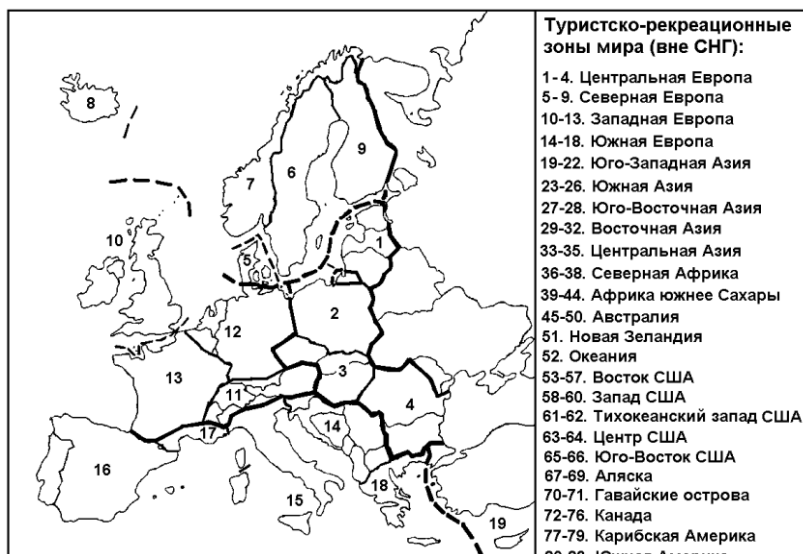 Туристско-рекреационные
зоны мира (вне СНГ):
1-4. Центральная Европа
5-9. Северная Европа
10-13. Западная Европа
14-18. Южная Европа
19-22. Юго-Западная Азия
23-26. Южная Азия
27-28. Юго-Восточная Азия
29-32. Восточная Азия
33-35. Центральная Азия
36-38. Северная Африка
39-44. Африка южнее Сахары
45-50. Австралия
51. Новая Зеландия
52. Океания
53-57. Восток США
58-60. Запад США
61-62. Тихоокеанский запад США
63-64. Центр США
65-66. Юго-Восток США
67-69. Аляска
70-71. Гавайские острова
72-76. Канада
77-79. Карибская Америка
8
9
7
6
10
1
5
2
12
3
13
11
4
17
14
16
18
15
19